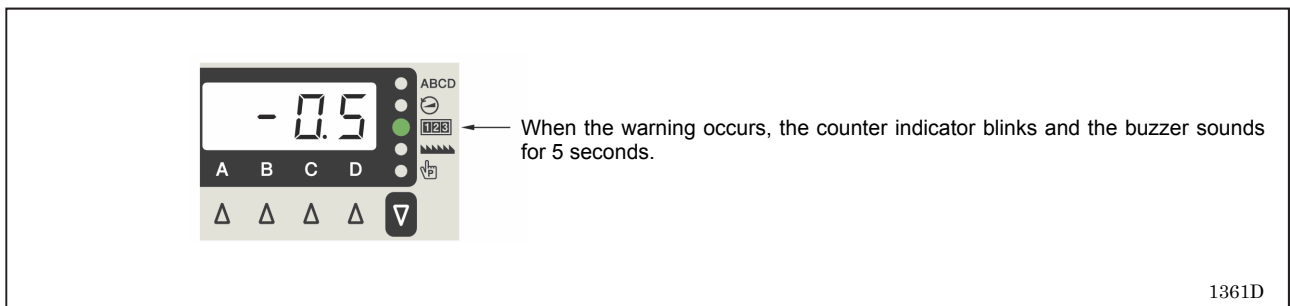 -0.5
ABCD
123
A B C D
P
When the warning occurs, the counter indicator blinks and the buzzer sounds
for 5 seconds.
1361D